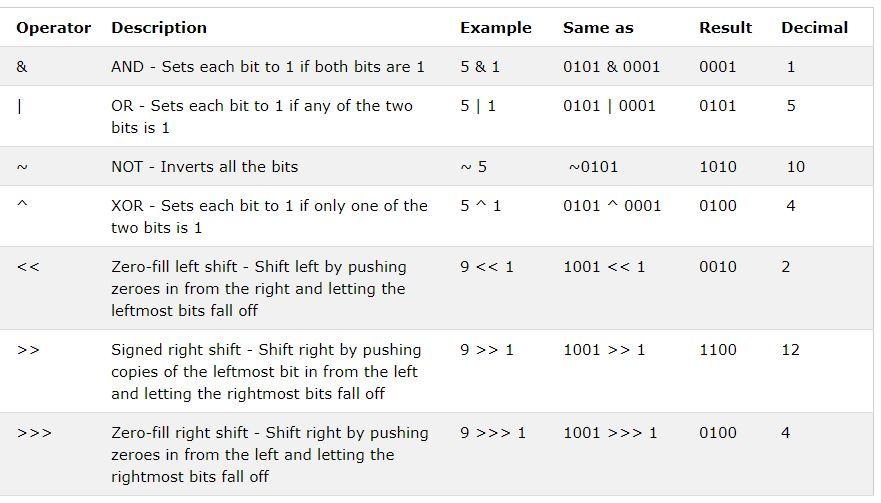 Operator Description Example Same as Result Decimal
& AND - Sets each bit to 1 if both bits are 1 5 & 1 0101 & 0001 0001 1
| OR - Sets each bit to 1 if any of the two 5 | 1 0101 | 0001 0101 5
bits is 1
~ NOT - Inverts all the bits ~ 5 ~0101 1010 10
^ XOR - Sets each bit to 1 if only one of the 5 ^ 1 0101 ^ 0001 0100 4
two bits is 1
<< Zero-fill left shift - Shift left by pushing 9 << 1 1001 << 1 0010 2
zeroes in from the right and letting the
leftmost bits fall off
>> Signed right shift - Shift right by pushing 9 >> 1 1001 >> 1 1100 12
copies of the leftmost bit in from the left
and letting the rightmost bits fall off
>>> Zero-fill right shift - Shift right by pushing 9 >>> 1 1001 >>> 1 0100 4
zeroes in from the left and letting the
rightmost bits fall off